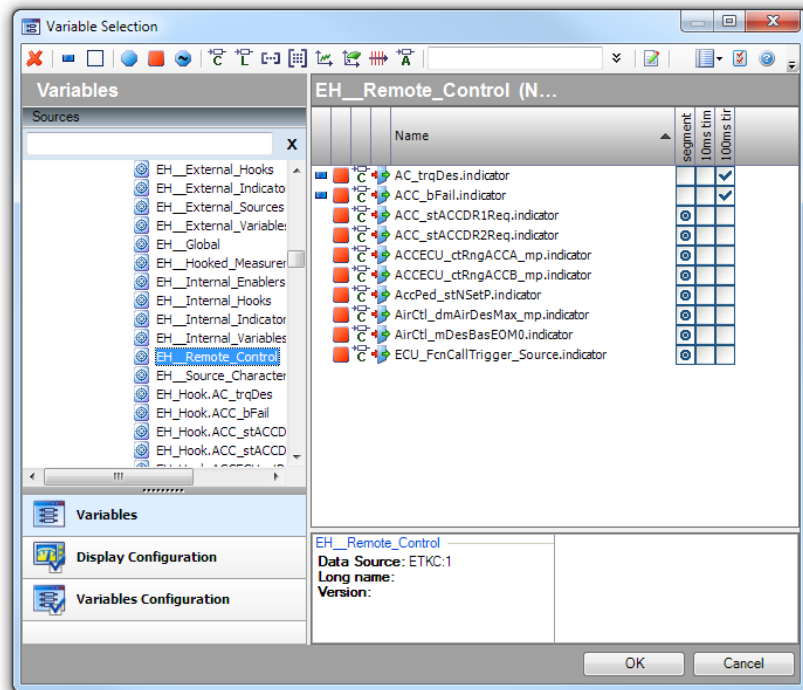 Variable Selection
Variables
Sources
X
EH__External_Hooks
EH__External_Indicato
EH__External_Sources
EH__External_Variable
EH__Global
EH__Hooked_Measurer
EH__Internal_Enablers
EH__Internal_Hooks
EH__Internal_Indicator
EH__Internal_Variables
EH__Remote_Control
EH__Source_Character
EH_Hook.AC_trqDes
EH_Hook.ACC_bFail
EH_Hook.ACC_stACCD
EH_Hook.ACC_stACCD
Variables
Display Configuration
Variables Configuration
EH__Remote_Control (N...
Name
segment
10ms tim
100ms tir
AC_trqDes.indicator
ACC_bFail.indicator
ACC_stACCDR1Req.indicator
ACC_stACCDR2Req.indicator
ACCECU_ctRngACCA_mp.indicator
ACCECU_ctRngACCB_mp.indicator
AccPed_stNSetP.indicator
AirCtl_dmAirDesMax_mp.indicator
AirCtl_mDesBasEOM0.indicator
ECU_FcnCallTrigger_Source.indicator
EH__Remote_Control
Data Source: ETKC:1
Long name:
Version:
OK
Cancel